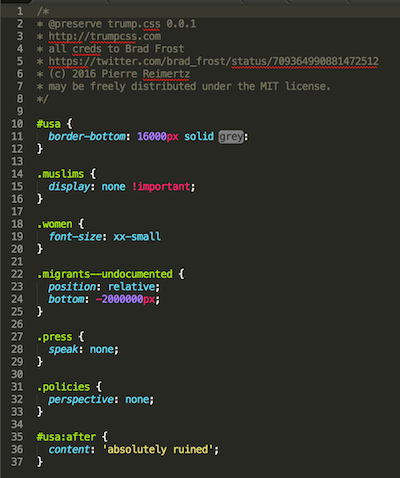 1 /*
2 * @preserve trump.css 0.0.1
3 * http://trumpcss.com
4 * all creds to Brad Frost
5 * https://twitter.com/brad_frost/status/709364990881472512
6 * (c) 2016 Pierre Reimertz
7 * may be freely distributed under the MIT license.
8 */
9
10 #usa {
11 border-bottom: 16000px solid grey:
12 }
13
14 .muslims {
15 display: none !important;
16 }
17
18 .women {
19 font-size: xx-small
20 }
21
22 .migrants--undocumented {
23 position: relative;
24 bottom: -2000000px;
25 }
26
27 .press {
28 speak: none;
29 }
30
31 .policies {
32 perspective: none;
33 }
34
35 #usa:after {
36 content: 'absolutely ruined';
37 }